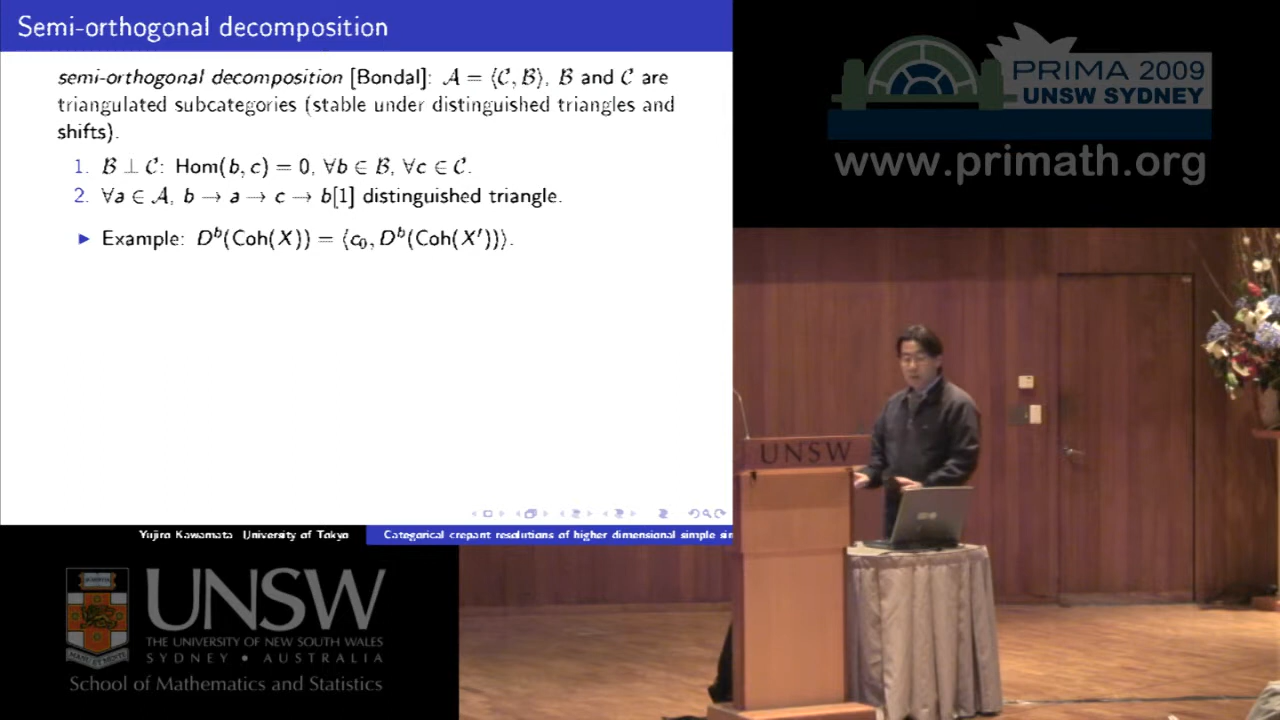 Semi-orthogonal decomposition
semi-orthogonal decomposition [Bondal]: 𝒜 = ⟨𝒞, ℬ⟩, ℬ and 𝒞 are
triangulated subcategories (stable under distinguished triangles and
shifts).
1. ℬ ⊥ 𝒞: Hom(b, c) = 0, ∀b ∈ ℬ, ∀c ∈ 𝒞.
2. ∀a ∈ 𝒜, b → a → c → b[1] distinguished triangle.
▶ Example: Dᵇ(Coh(X)) = ⟨c₀, Dᵇ(Coh(X′))⟩.
Yujiro Kawamata University of Tokyo
Categorical crepant resolutions of higher dimensional simple sin
PRIMA 2009
UNSW SYDNEY
www.primath.org
UNSW
UNSW
THE UNIVERSITY OF NEW SOUTH WALES
SYDNEY • AUSTRALIA
School of Mathematics and Statistics